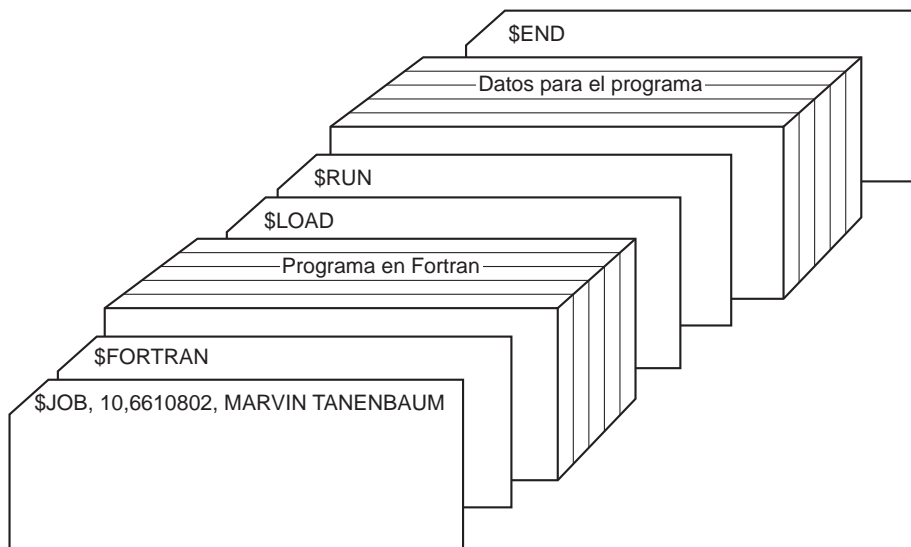 $END
Datos para el programa
$RUN
$LOAD
Programa en Fortran
$FORTRAN
$JOB, 10,6610802, MARVIN TANENBAUM